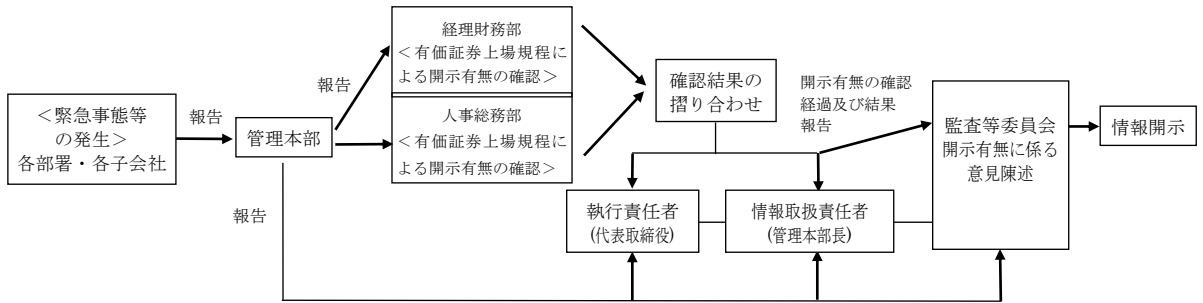 ＜緊急事態等
の発生＞
各部署・各子会社
報告
管理本部
報告
報告
経理財務部
＜有価証券上場規程に
よる開示有無の確認＞
人事総務部
＜有価証券上場規程に
よる開示有無の確認＞
確認結果の
摺り合わせ
執行責任者
(代表取締役)
情報取扱責任者
(管理本部長)
開示有無の確認
経過及び結果
報告
監査等委員会
開示有無に係る
意見陳述
情報開示